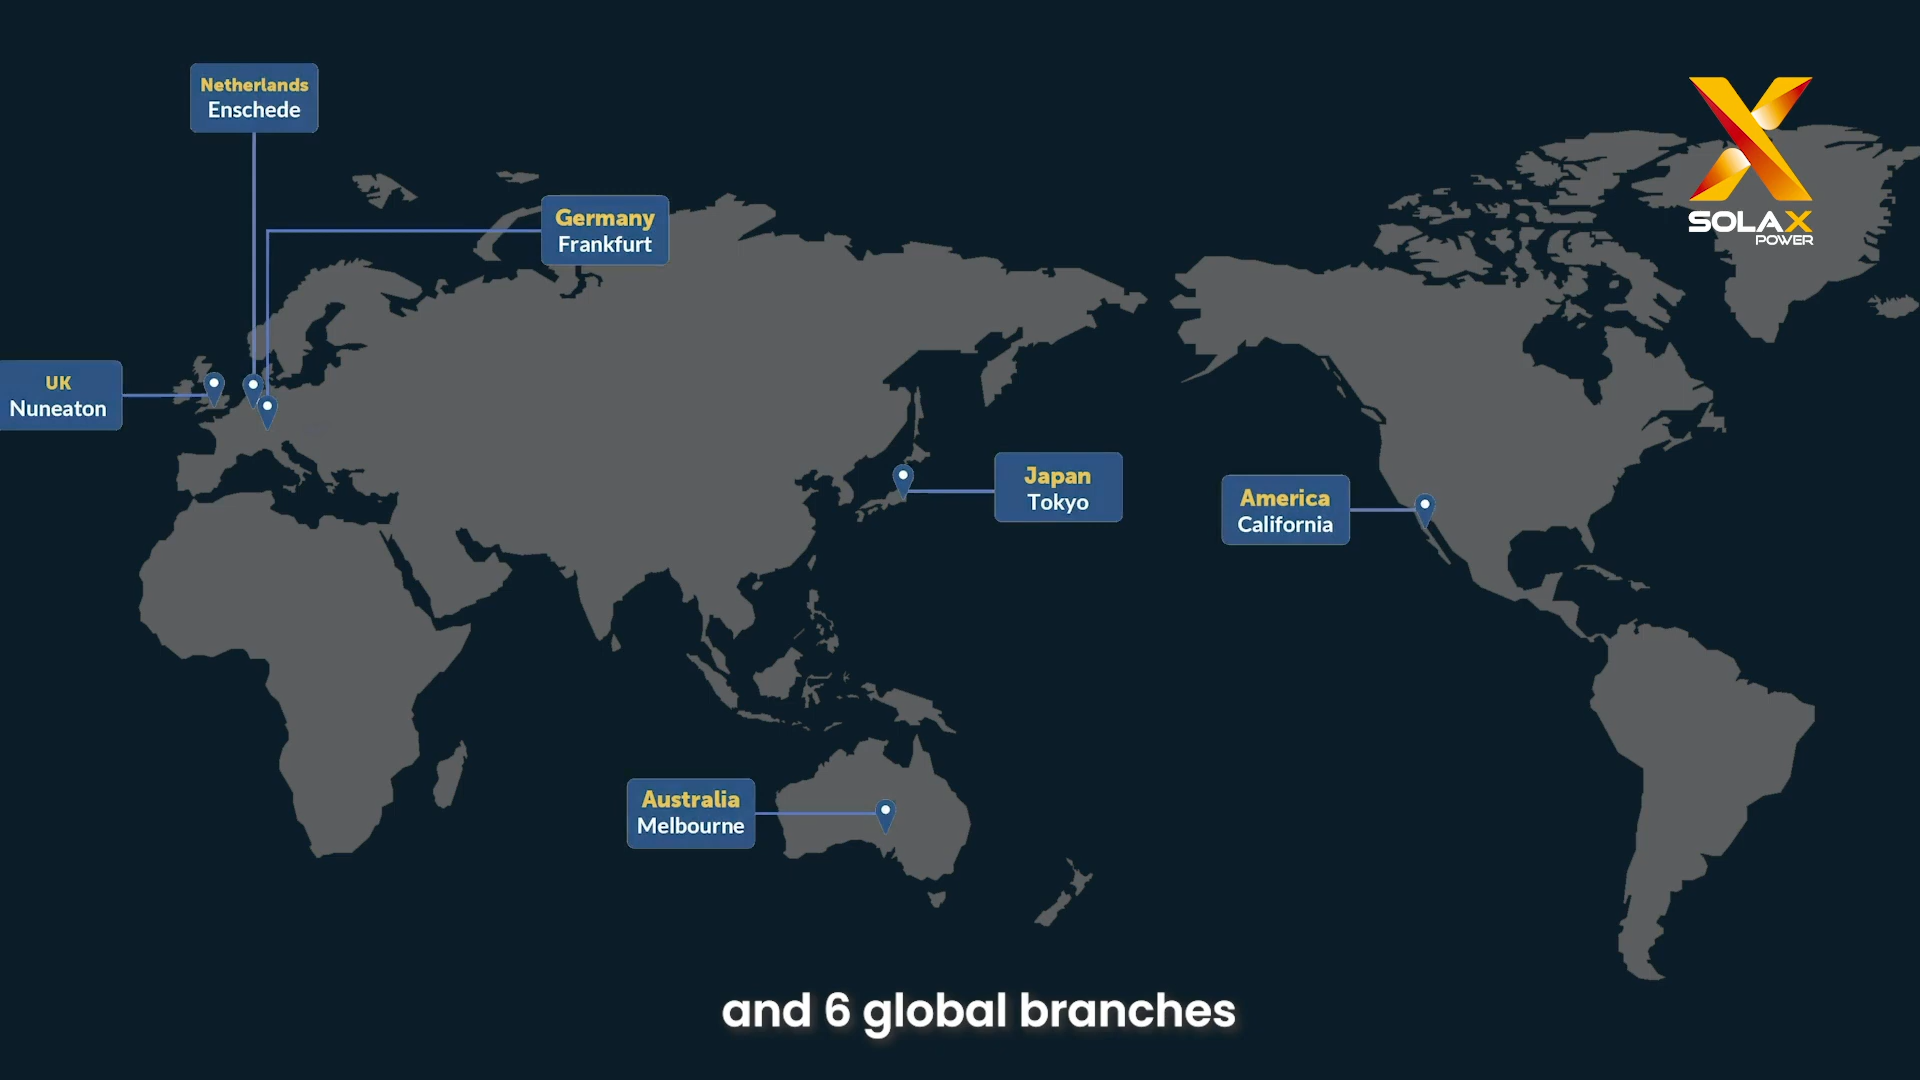 Netherlands
Enschede
SOLAX
POWER
Germany
Frankfurt
UK
Nuneaton
Japan
Tokyo
America
California
Australia
Melbourne
and 6 global branches